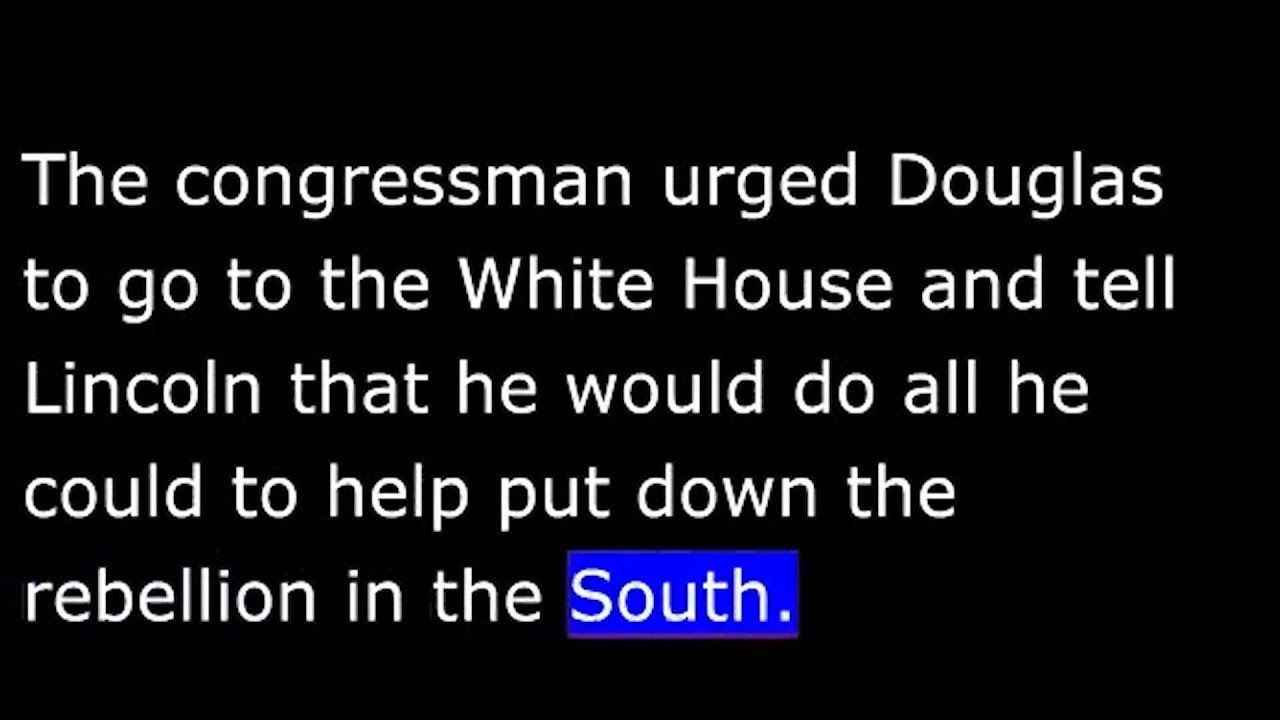 The congressman urged Douglas
to go to the White House and tell
Lincoln that he would do all he
could to help put down the
rebellion in the South.